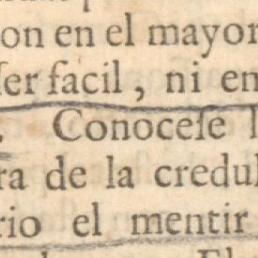 on en el mayor
ſer facil, ni en
. Conoceſe l
ra de la credul
rio el mentir